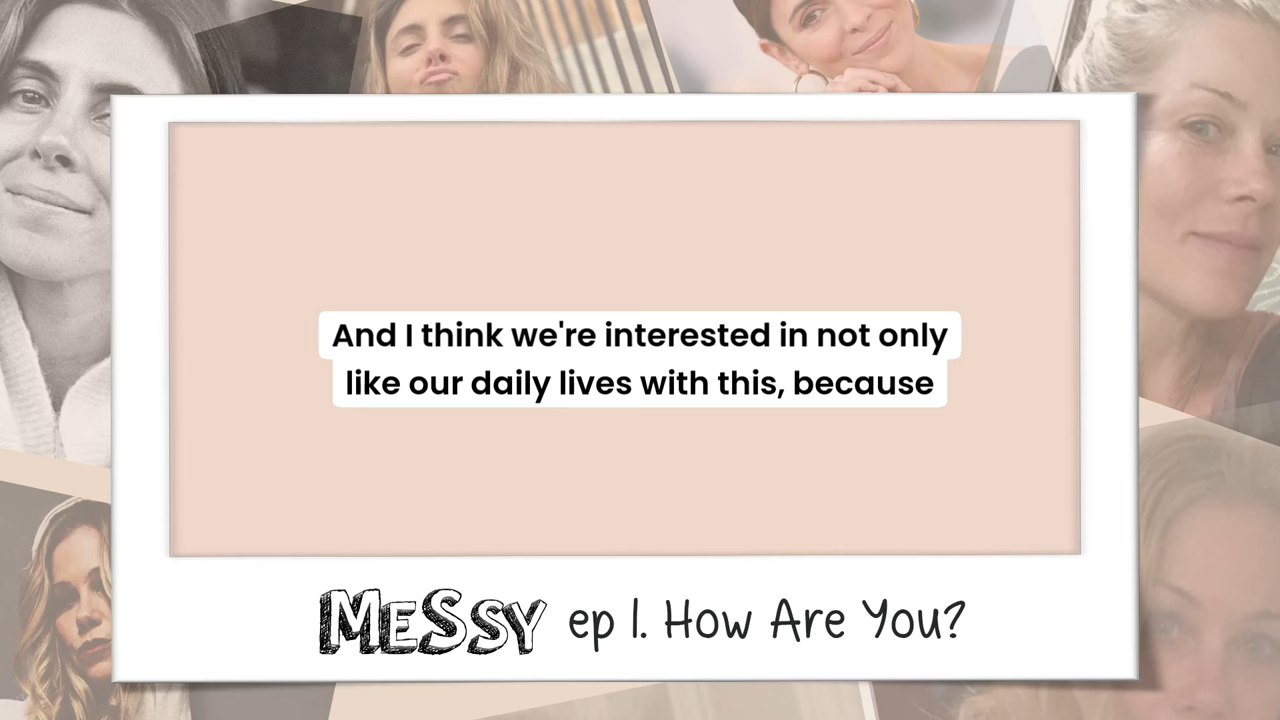 And I think we're interested in not only
like our daily lives with this, because
MeSSY ep 1. How Are You?